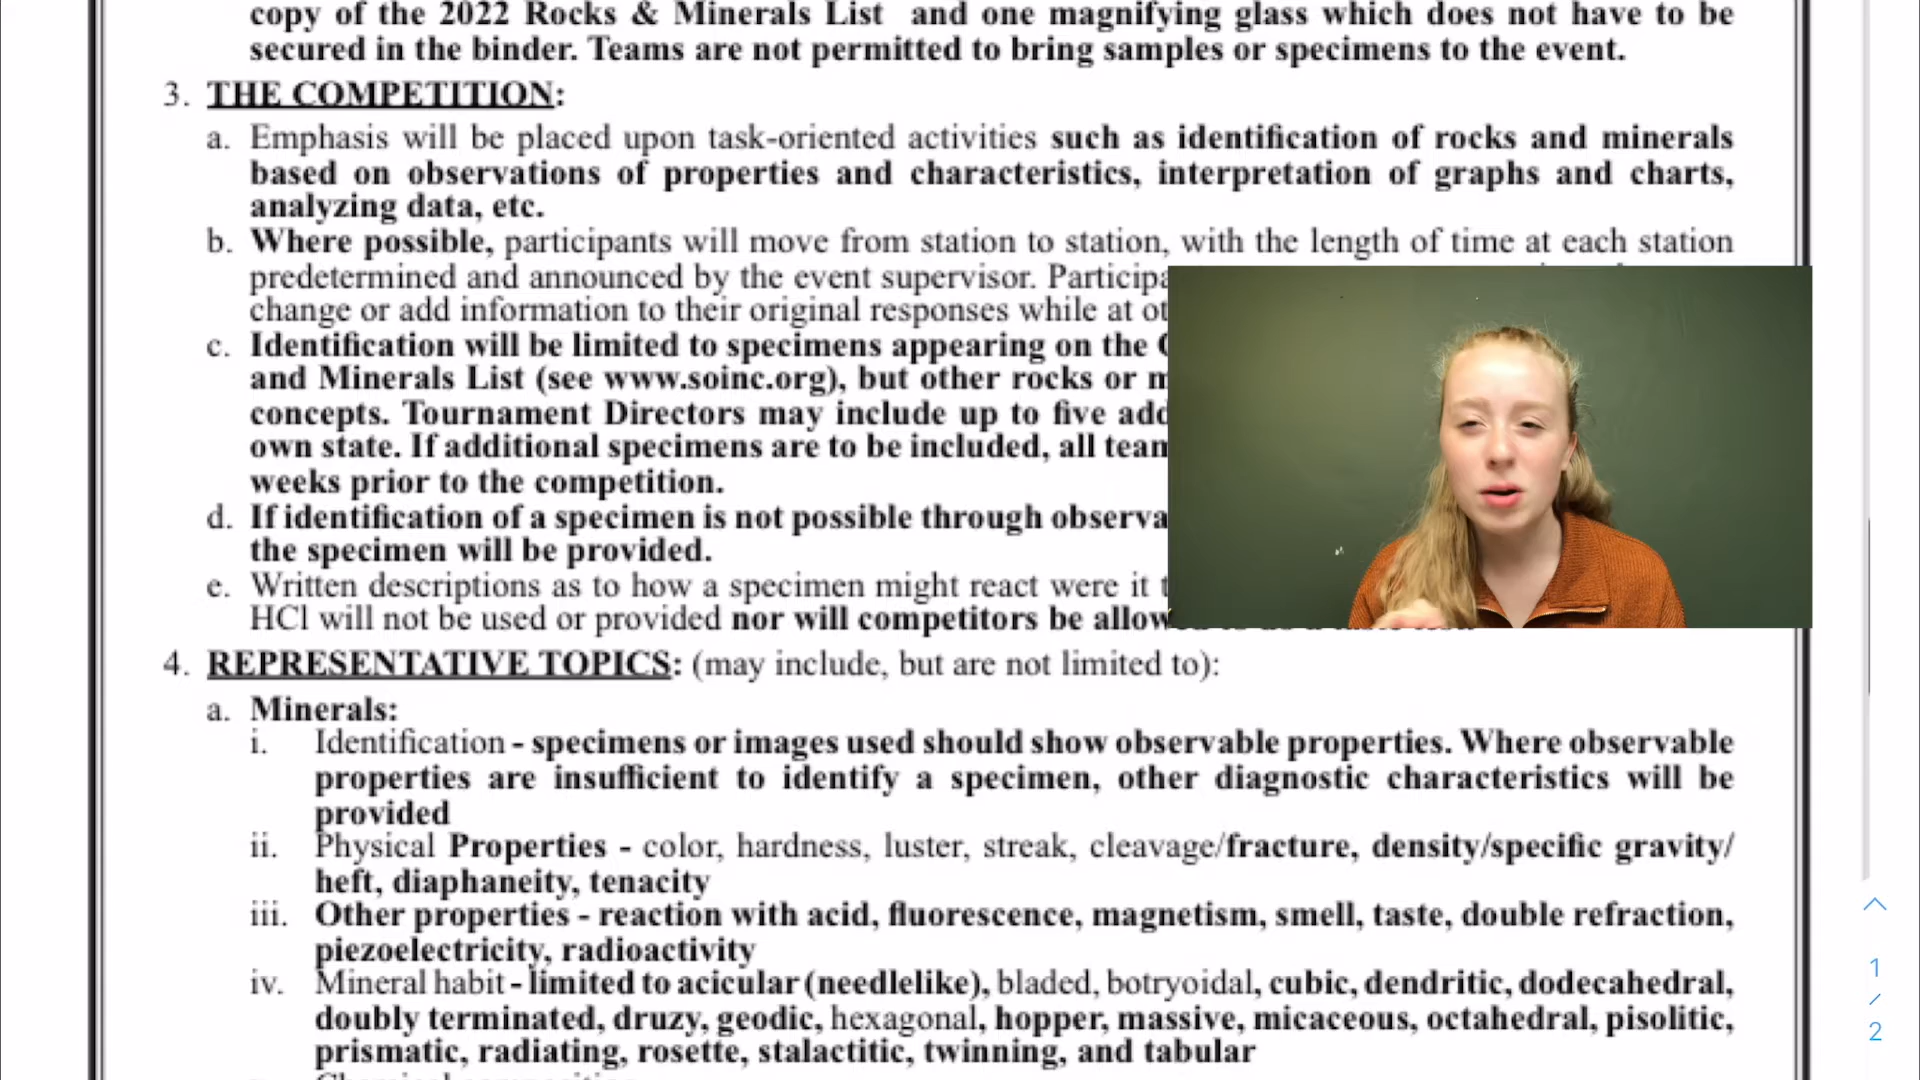 copy of the 2022 Rocks & Minerals List and one magnifying glass which does not have to be
secured in the binder. Teams are not permitted to bring samples or specimens to the event.
3. THE COMPETITION:
a. Emphasis will be placed upon task-oriented activities such as identification of rocks and minerals
based on observations of properties and characteristics, interpretation of graphs and charts,
analyzing data, etc.
b. Where possible, participants will move from station to station, with the length of time at each station
predetermined and announced by the event supervisor.
change or add information to their original responses while at
c. Identification will be limited to specimens appearing on the
and Minerals List (see www.soinc.org), but other rocks or
concepts. Tournament Directors may include up to five
own state. If additional specimens are to be included, all
weeks prior to the competition.
d. If identification of a specimen is not possible through
the specimen will be provided.
e. Written descriptions as to how a specimen might react were it
HCl will not be used or provided nor will competitors be
4. REPRESENTATIVE TOPICS: (may include, but are not limited to):
a. Minerals:
i. Identification - specimens or images used should show observable properties. Where observable
properties are insufficient to identify a specimen, other diagnostic characteristics will be
provided
ii. Physical Properties - color, hardness, luster, streak, cleavage/fracture, density/specific gravity/
heft, diaphaneity, tenacity
iii. Other properties - reaction with acid, fluorescence, magnetism, smell, taste, double refraction,
piezoelectricity, radioactivity
iv. Mineral habit - limited to acicular (needlelike), bladed, botryoidal, cubic, dendritic, dodecahedral,
doubly terminated, druzy, geodic, hexagonal, hopper, massive, micaceous, octahedral, pisolitic,
prismatic, radiating, rosette, stalactitic, twinning, and tabular
1
/
2